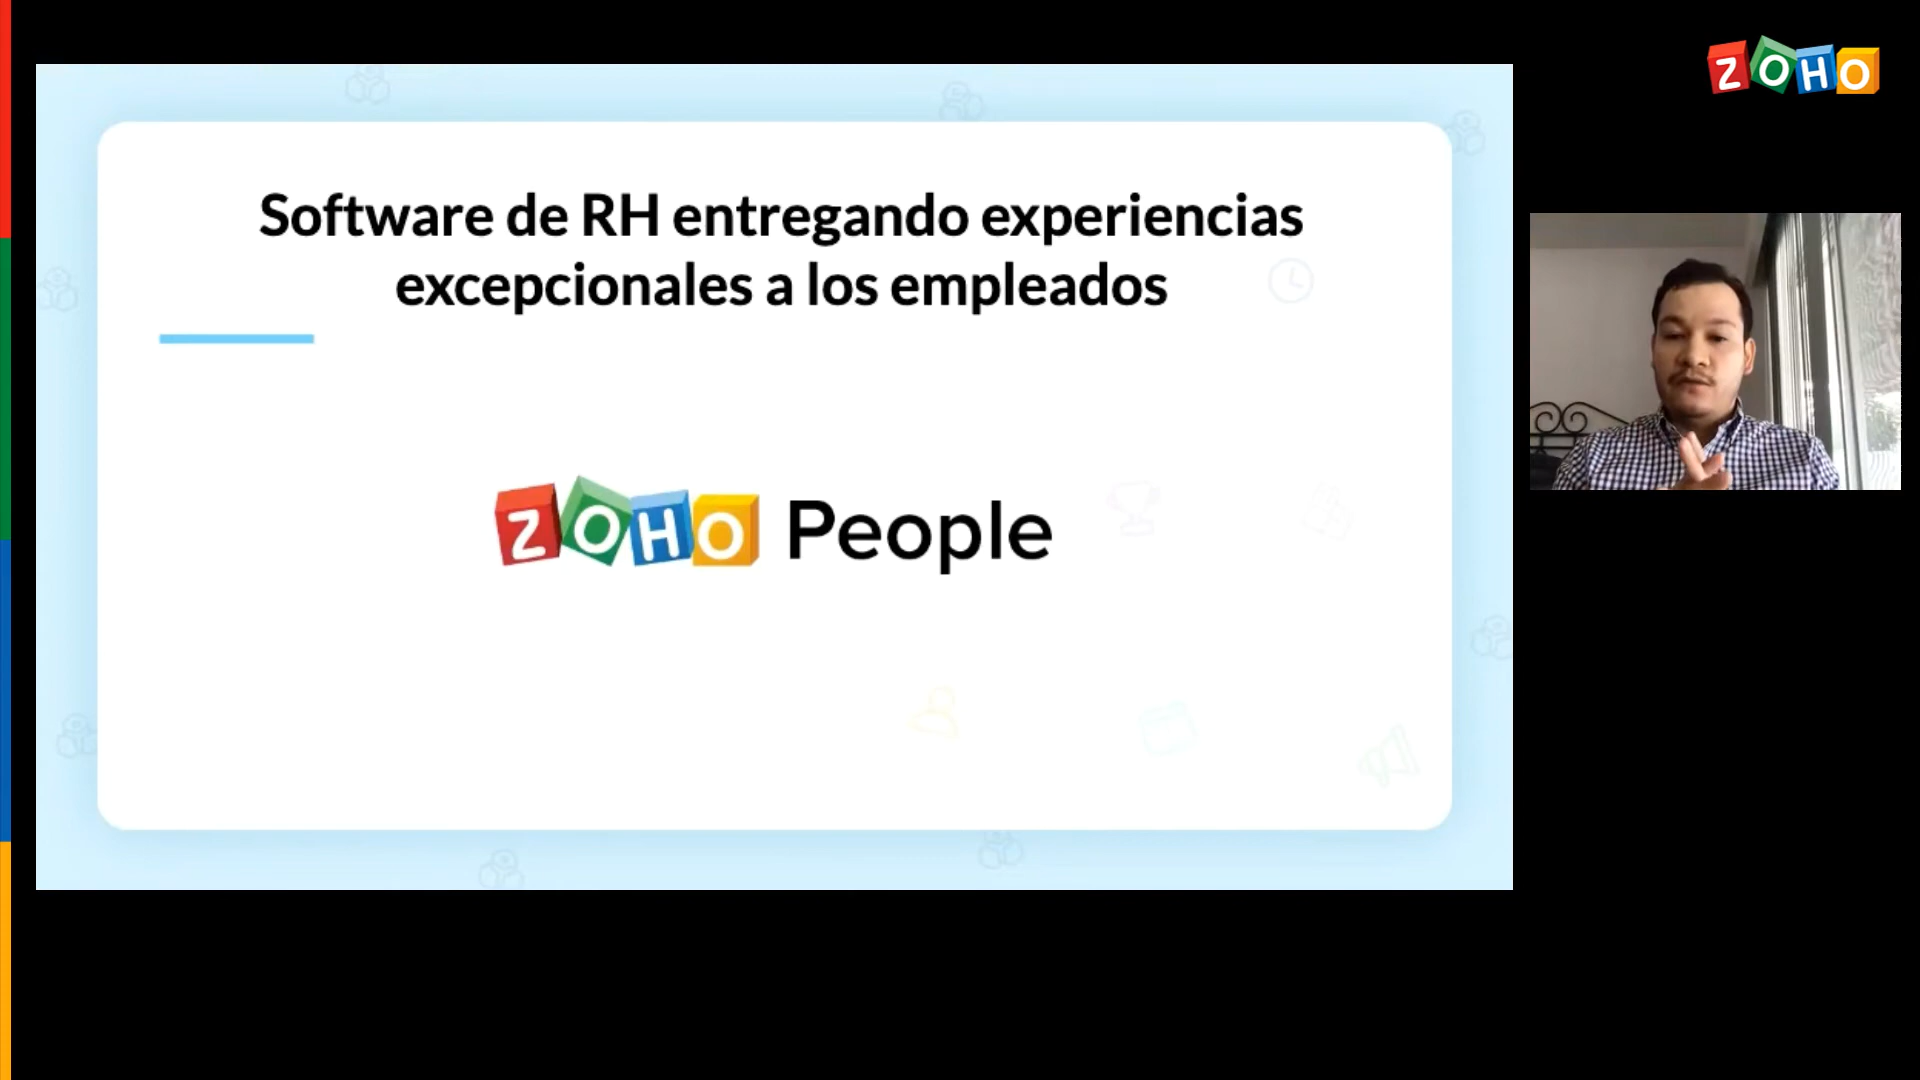 Software de RH entregando experiencias
excepcionales a los empleados
ZOHO People
ZOHO